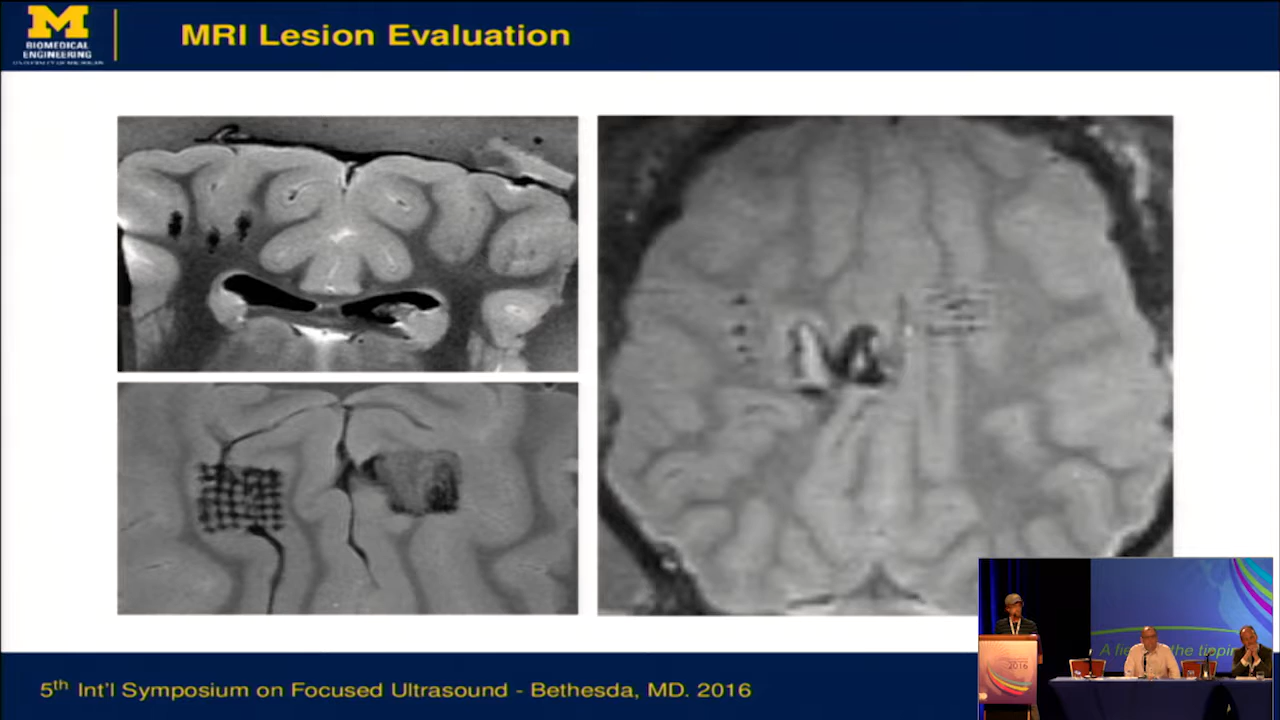 M
BIOMEDICAL
ENGINEERING
MRI Lesion Evaluation
5th Int'l Symposium on Focused Ultrasound - Bethesda, MD. 2016
2016
the